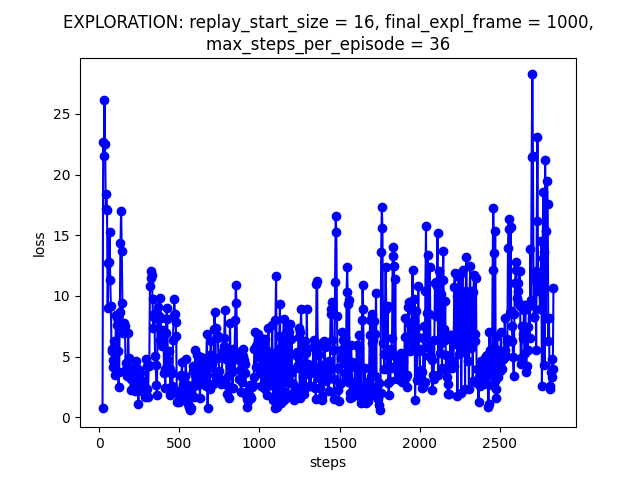 EXPLORATION: replay_start_size = 16, final_expl_frame = 1000,
max_steps_per_episode = 36
25
20
15
10
5
0
loss
0 500 1000 1500 2000 2500
steps